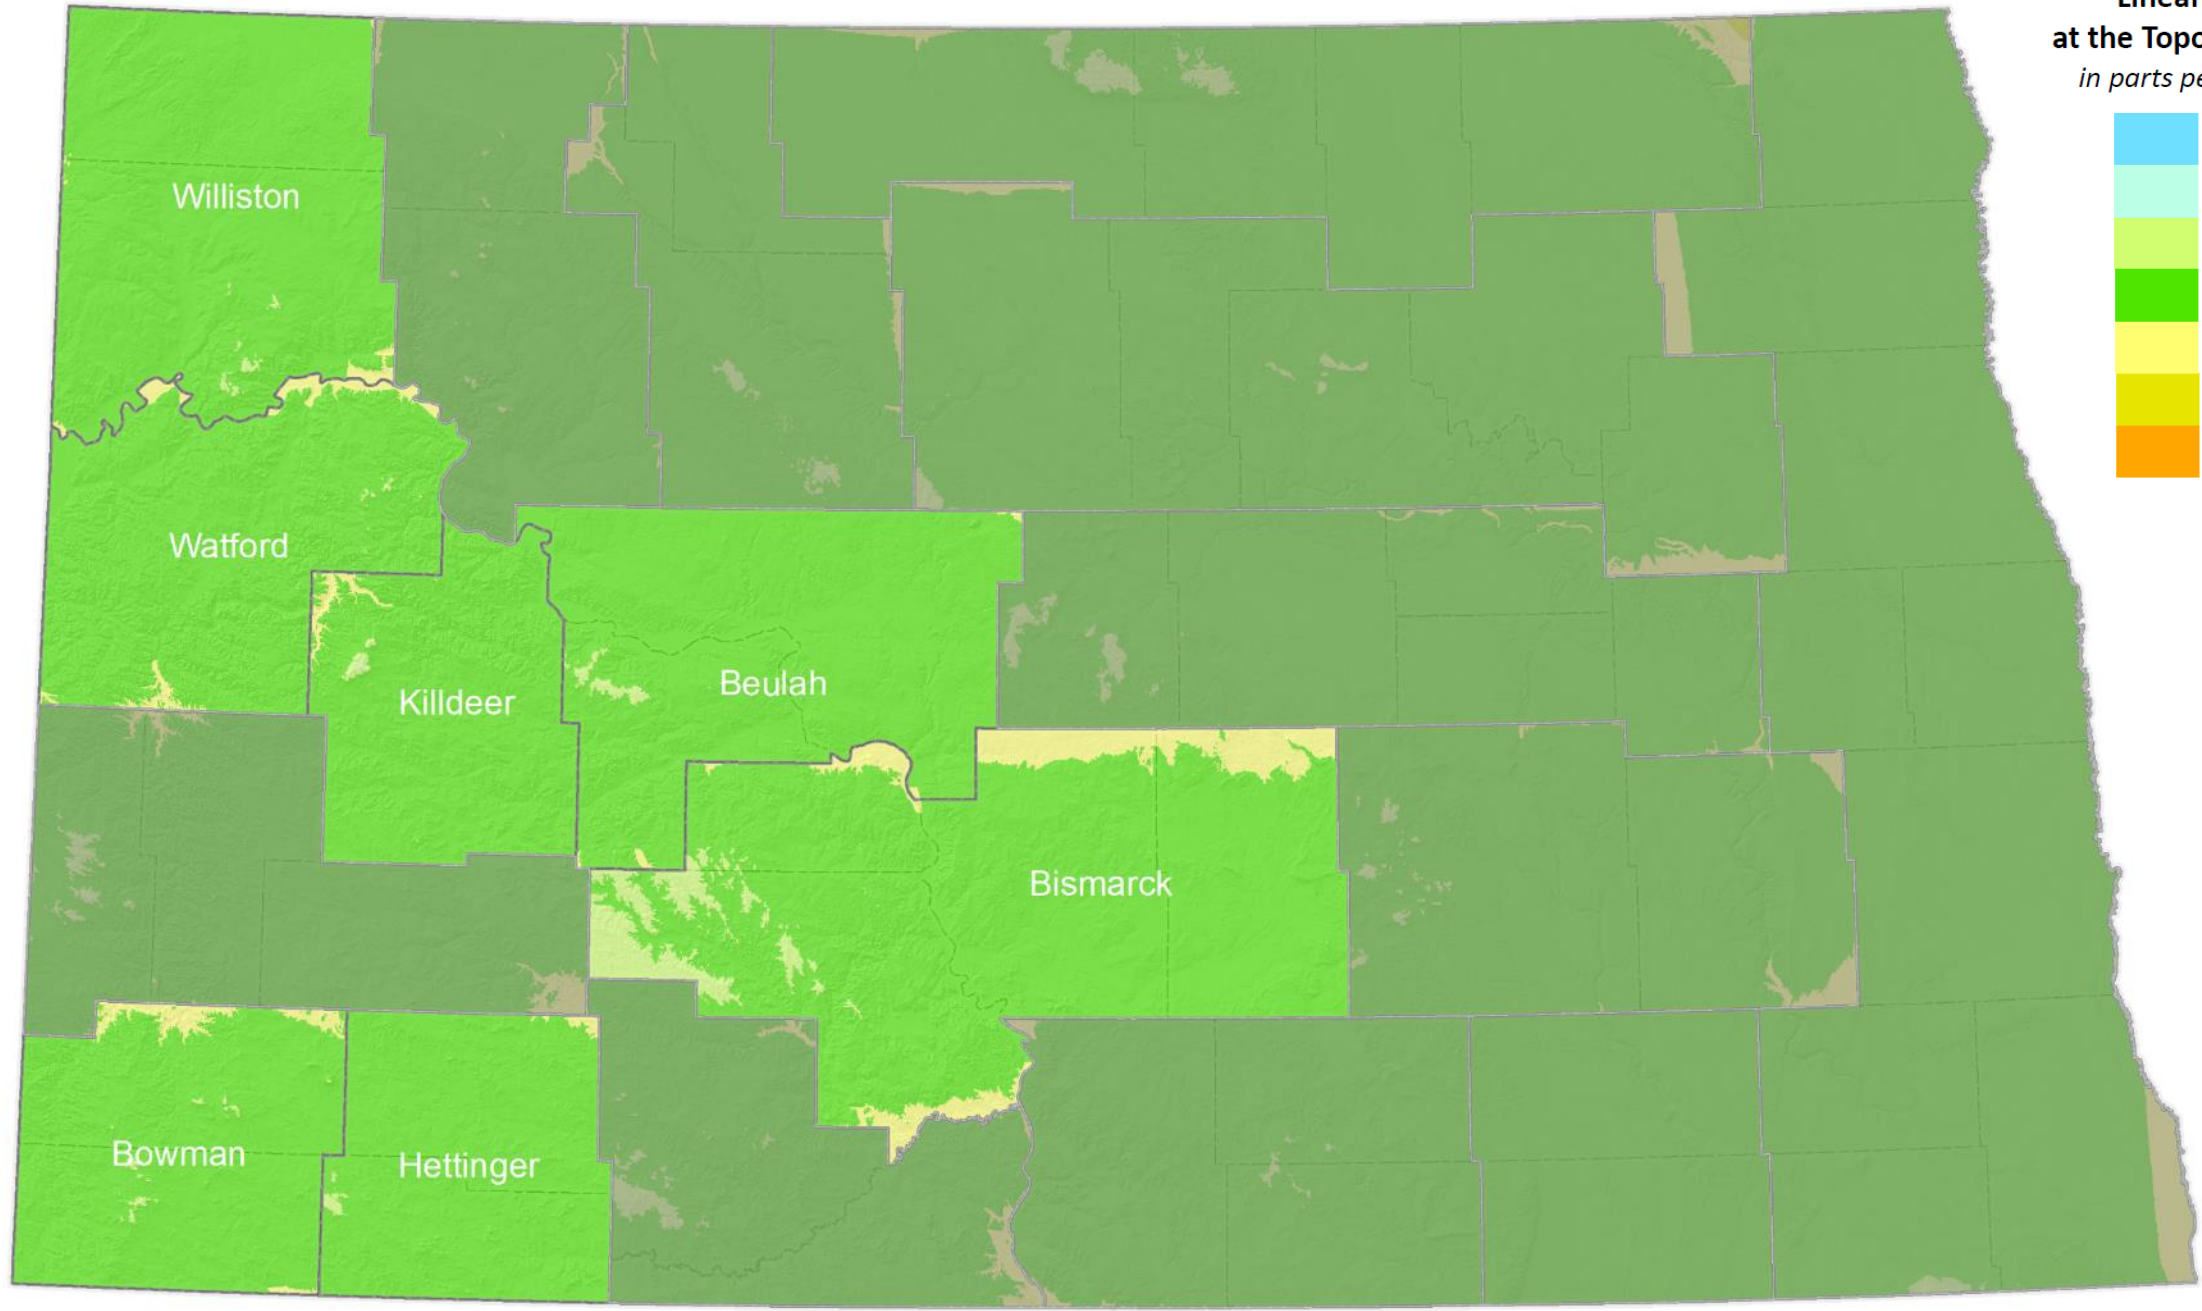 at the Topo
in parts pe
Williston
Watford
Killdeer
Beulah
Bismarck
Bowman
Hettinger